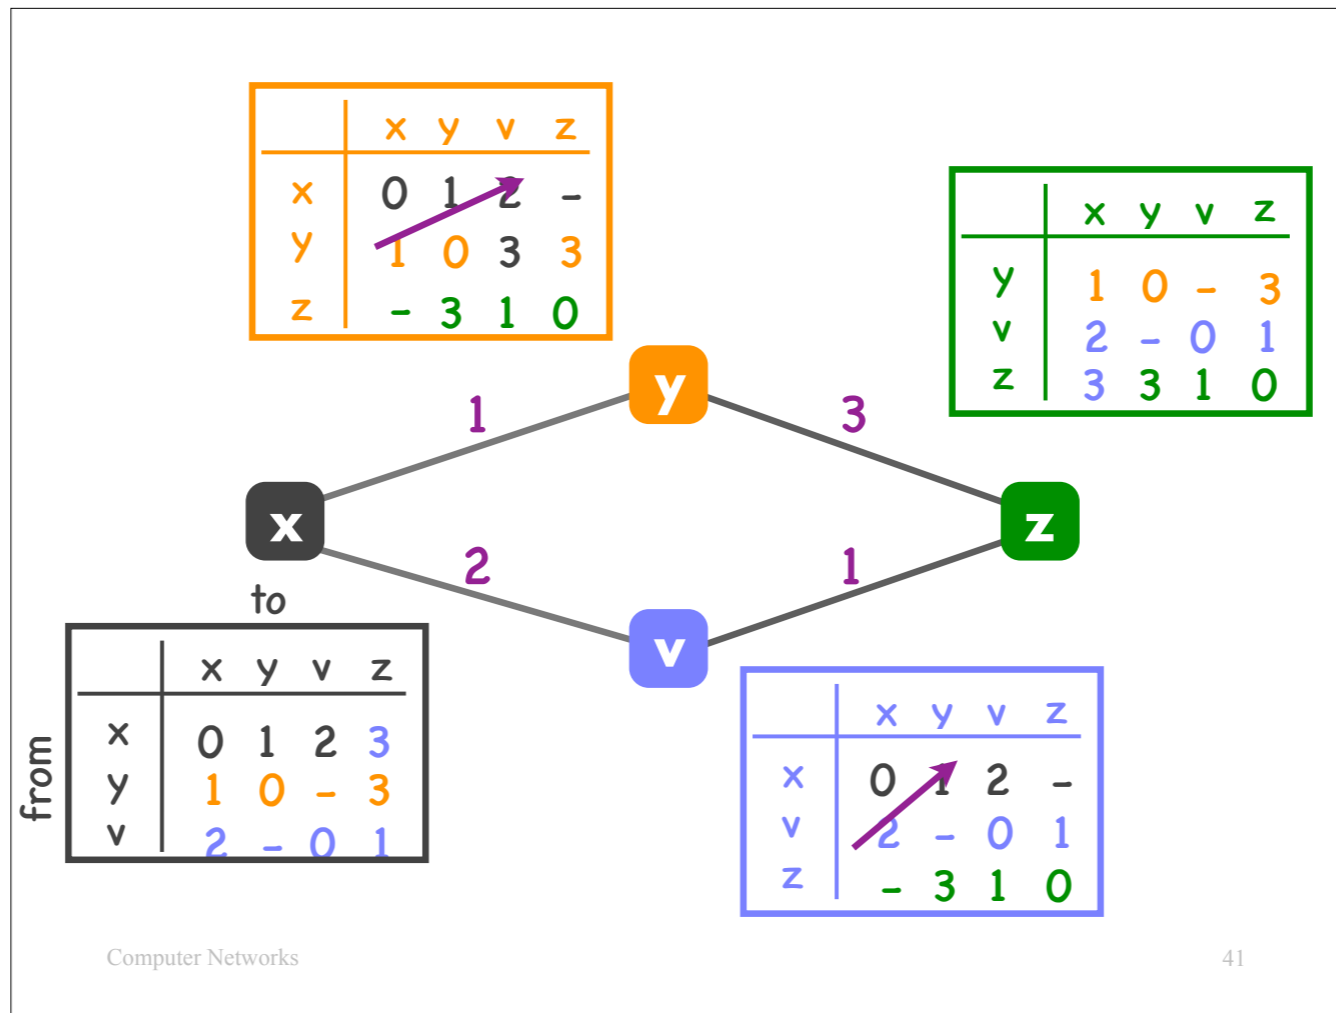 x y v z
x 0 1 2 -
y 1 0 3 3
z - 3 1 0
x y v z
y 1 0 - 3
v 2 - 0 1
z 3 3 1 0
y
1 3
x z
2 1
v
to
from
x y v z
x 0 1 2 3
y 1 0 - 3
v 2 - 0 1
x y v z
x 0 1 2 -
v 2 - 0 1
z - 3 1 0
Computer Networks 41